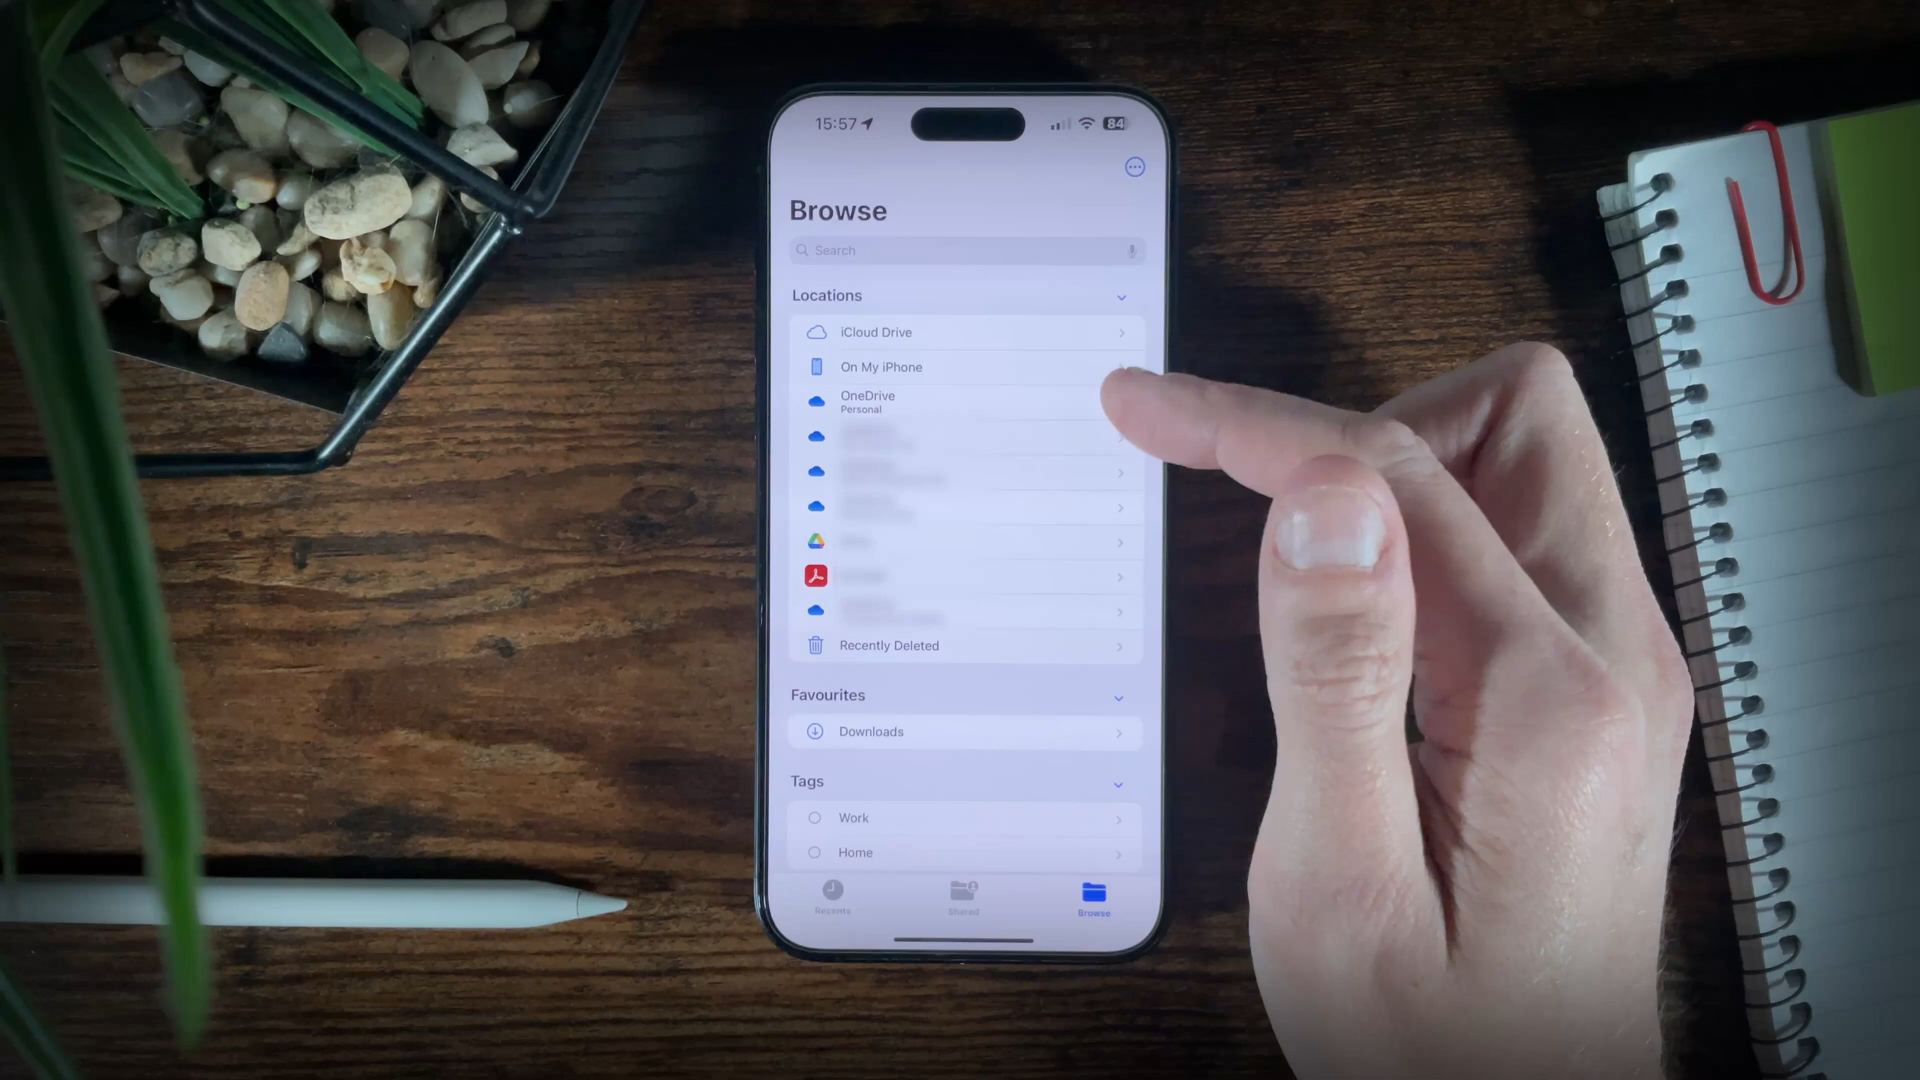 15:57
84
Browse
Search
Locations
iCloud Drive
On My iPhone
OneDrive
Personal
Recently Deleted
Favourites
Downloads
Tags
Work
Home
Recents
Shared
Browse